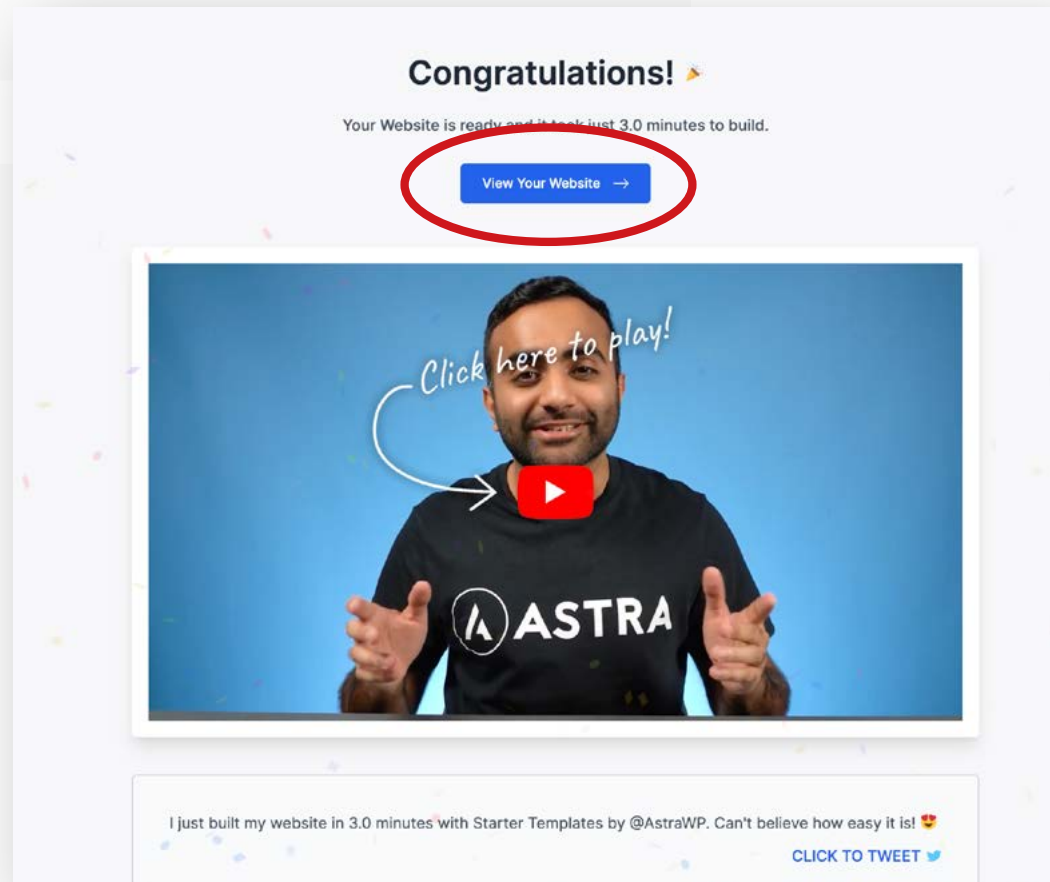 Congratulations! 🎉
Your Website is ready and it took just 3.0 minutes to build.
View Your Website →
Click here to play!
ASTRA
I just built my website in 3.0 minutes with Starter Templates by @AstraWP. Can't believe how easy it is! 😍
CLICK TO TWEET